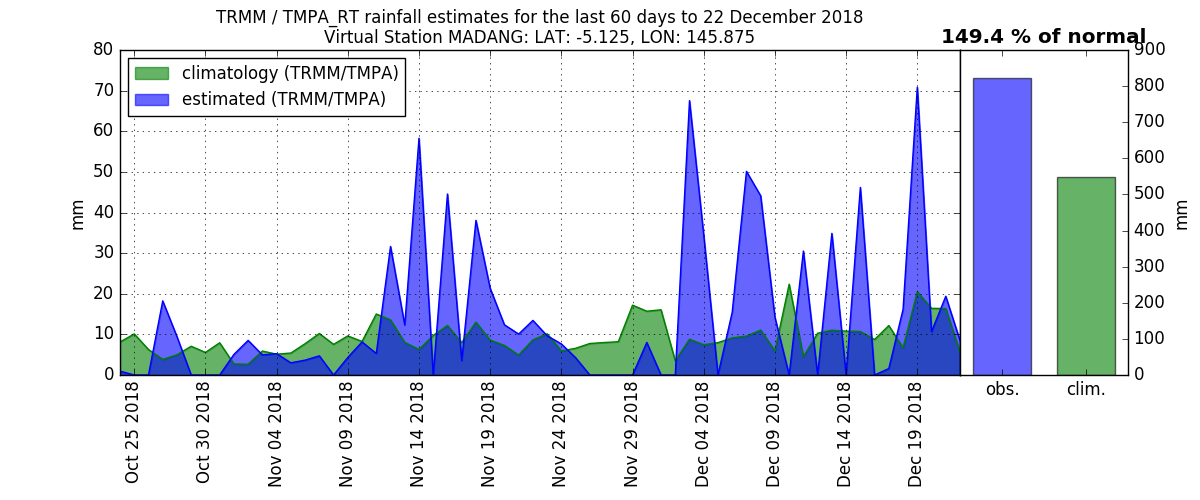 TRMM / TMPA_RT rainfall estimates for the last 60 days to 22 December 2018
Virtual Station MADANG: LAT: -5.125, LON: 145.875
149.4 % of normal
climatology (TRMM/TMPA)
estimated (TRMM/TMPA)
mm
80
70
60
50
40
30
20
10
0
Oct 25 2018
Oct 30 2018
Nov 04 2018
Nov 09 2018
Nov 14 2018
Nov 19 2018
Nov 24 2018
Nov 29 2018
Dec 04 2018
Dec 09 2018
Dec 14 2018
Dec 19 2018
obs.
clim.
900
800
700
600
500
400
300
200
100
0
mm